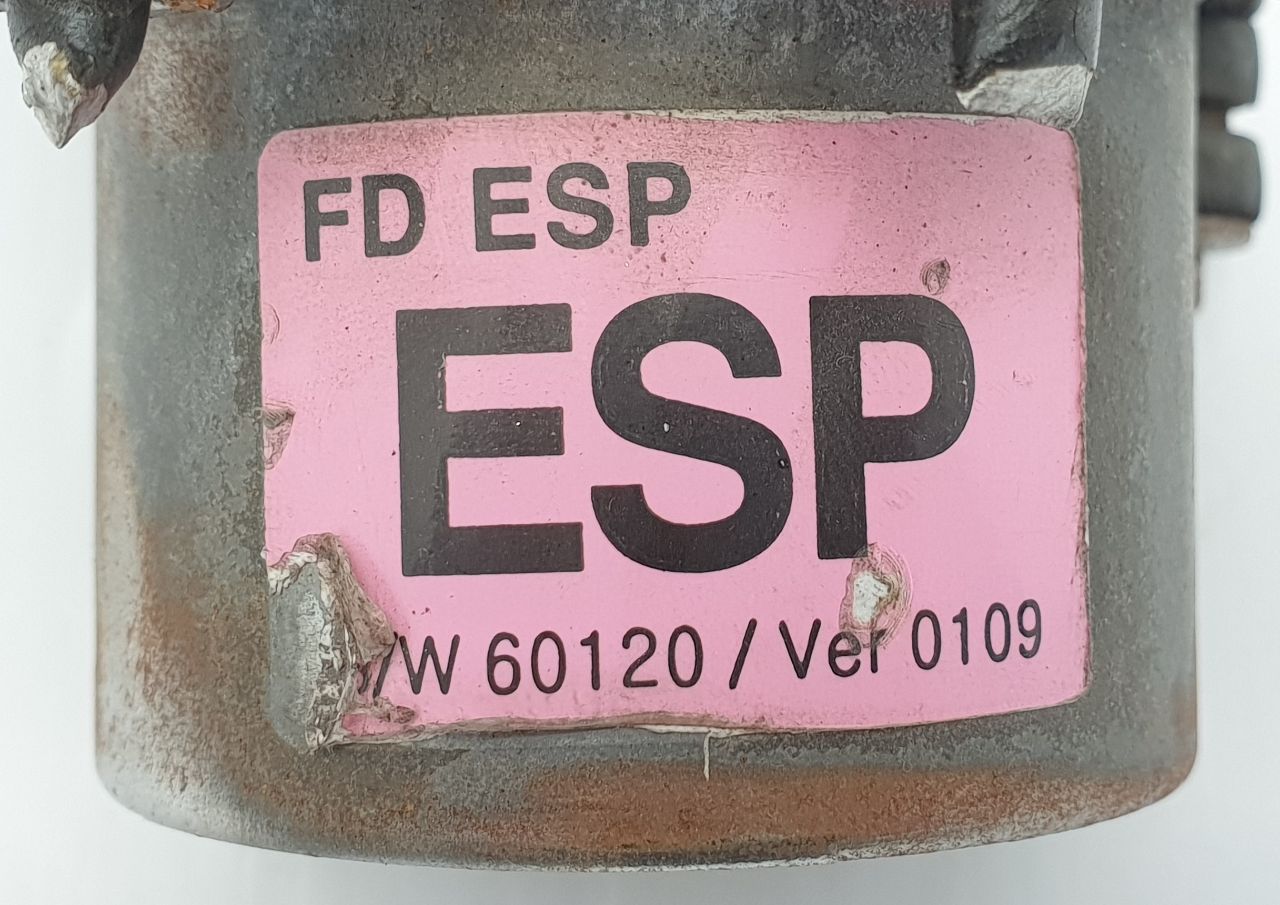 FD ESP
ESP
/W 60120 / Ver 0109